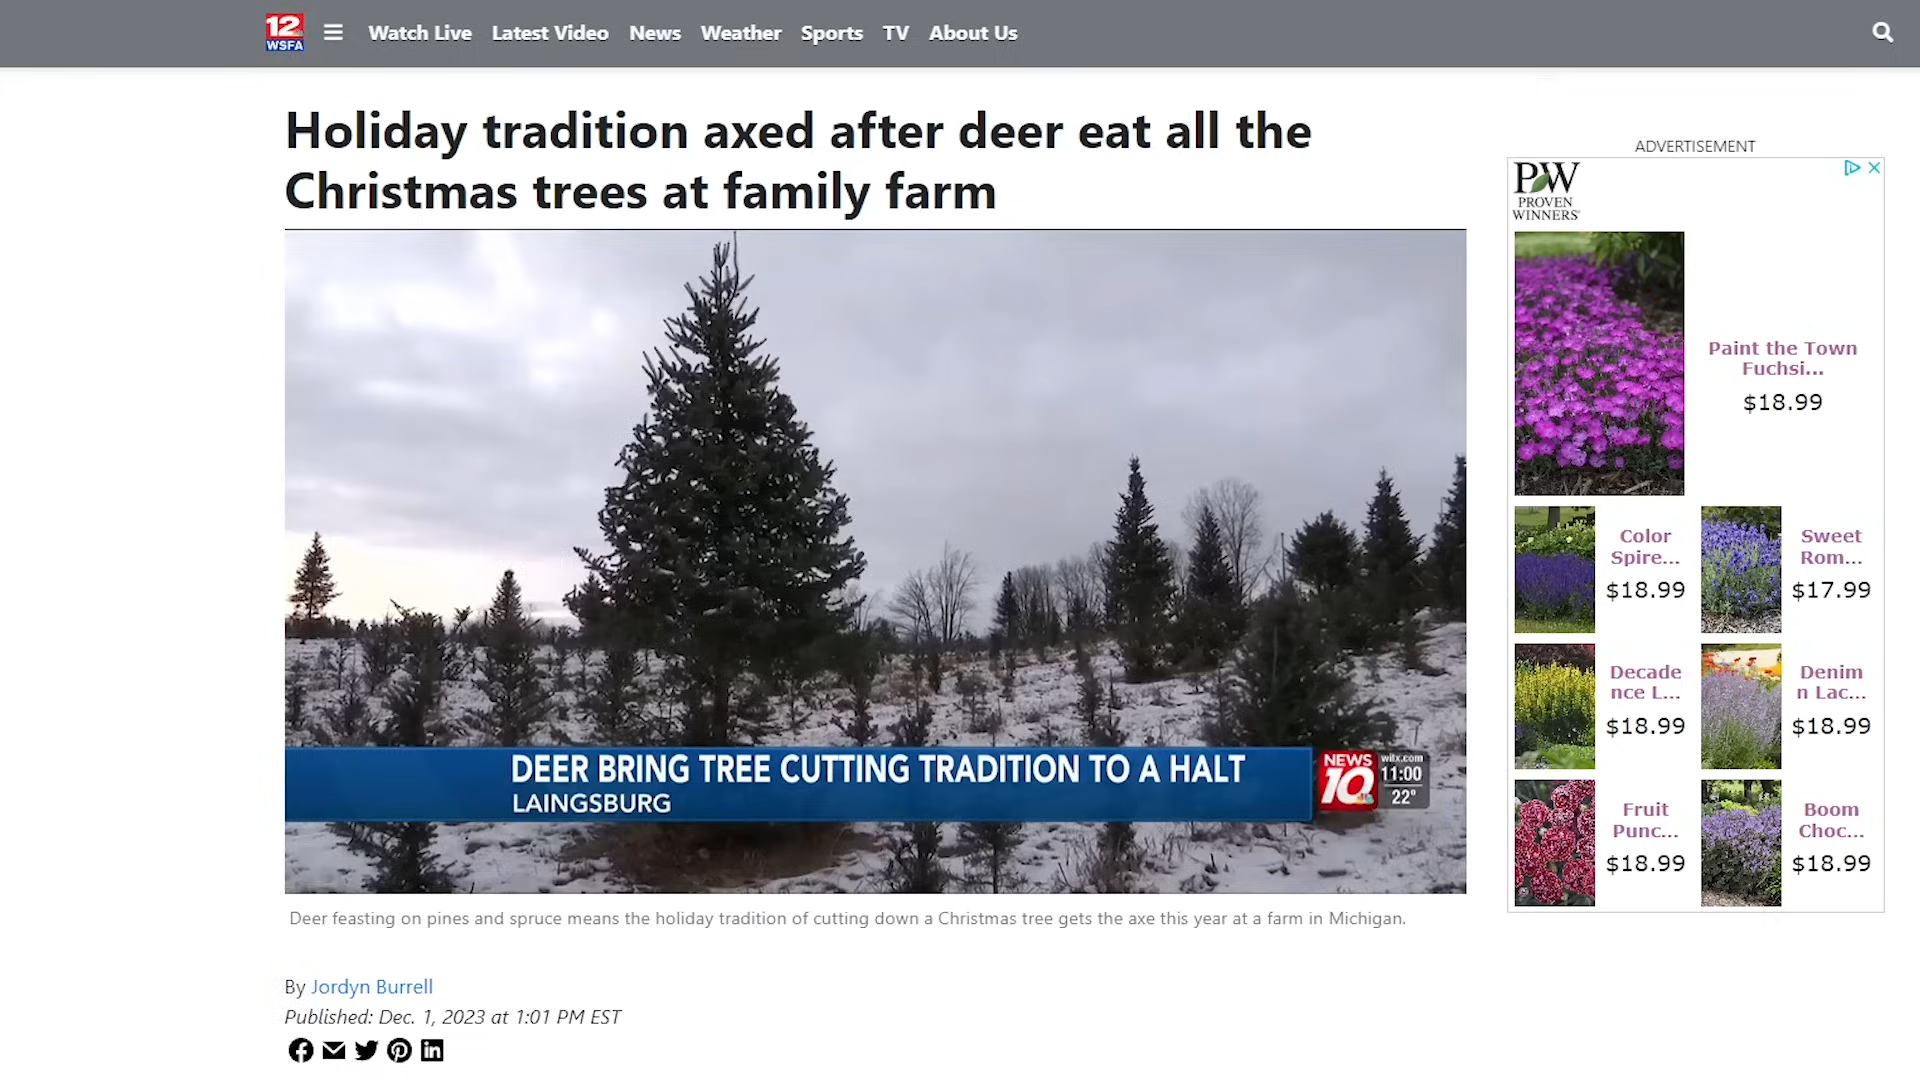 12
WSFA
Watch Live
Latest Video
News
Weather
Sports
TV
About Us
Holiday tradition axed after deer eat all the
Christmas trees at family farm
DEER BRING TREE CUTTING TRADITION TO A HALT
LAINGSBURG
NEWS
10
wilx.com
11:00
22°
Deer feasting on pines and spruce means the holiday tradition of cutting down a Christmas tree gets the axe this year at a farm in Michigan.
By Jordyn Burrell
Published: Dec. 1, 2023 at 1:01 PM EST
ADVERTISEMENT
PW
PROVEN
WINNERS®
Paint the Town
Fuchsi...
$18.99
Color
Spire...
$18.99
Sweet
Rom...
$17.99
Decade
nce L...
$18.99
Denim
n Lac...
$18.99
Fruit
Punc...
$18.99
Boom
Choc...
$18.99